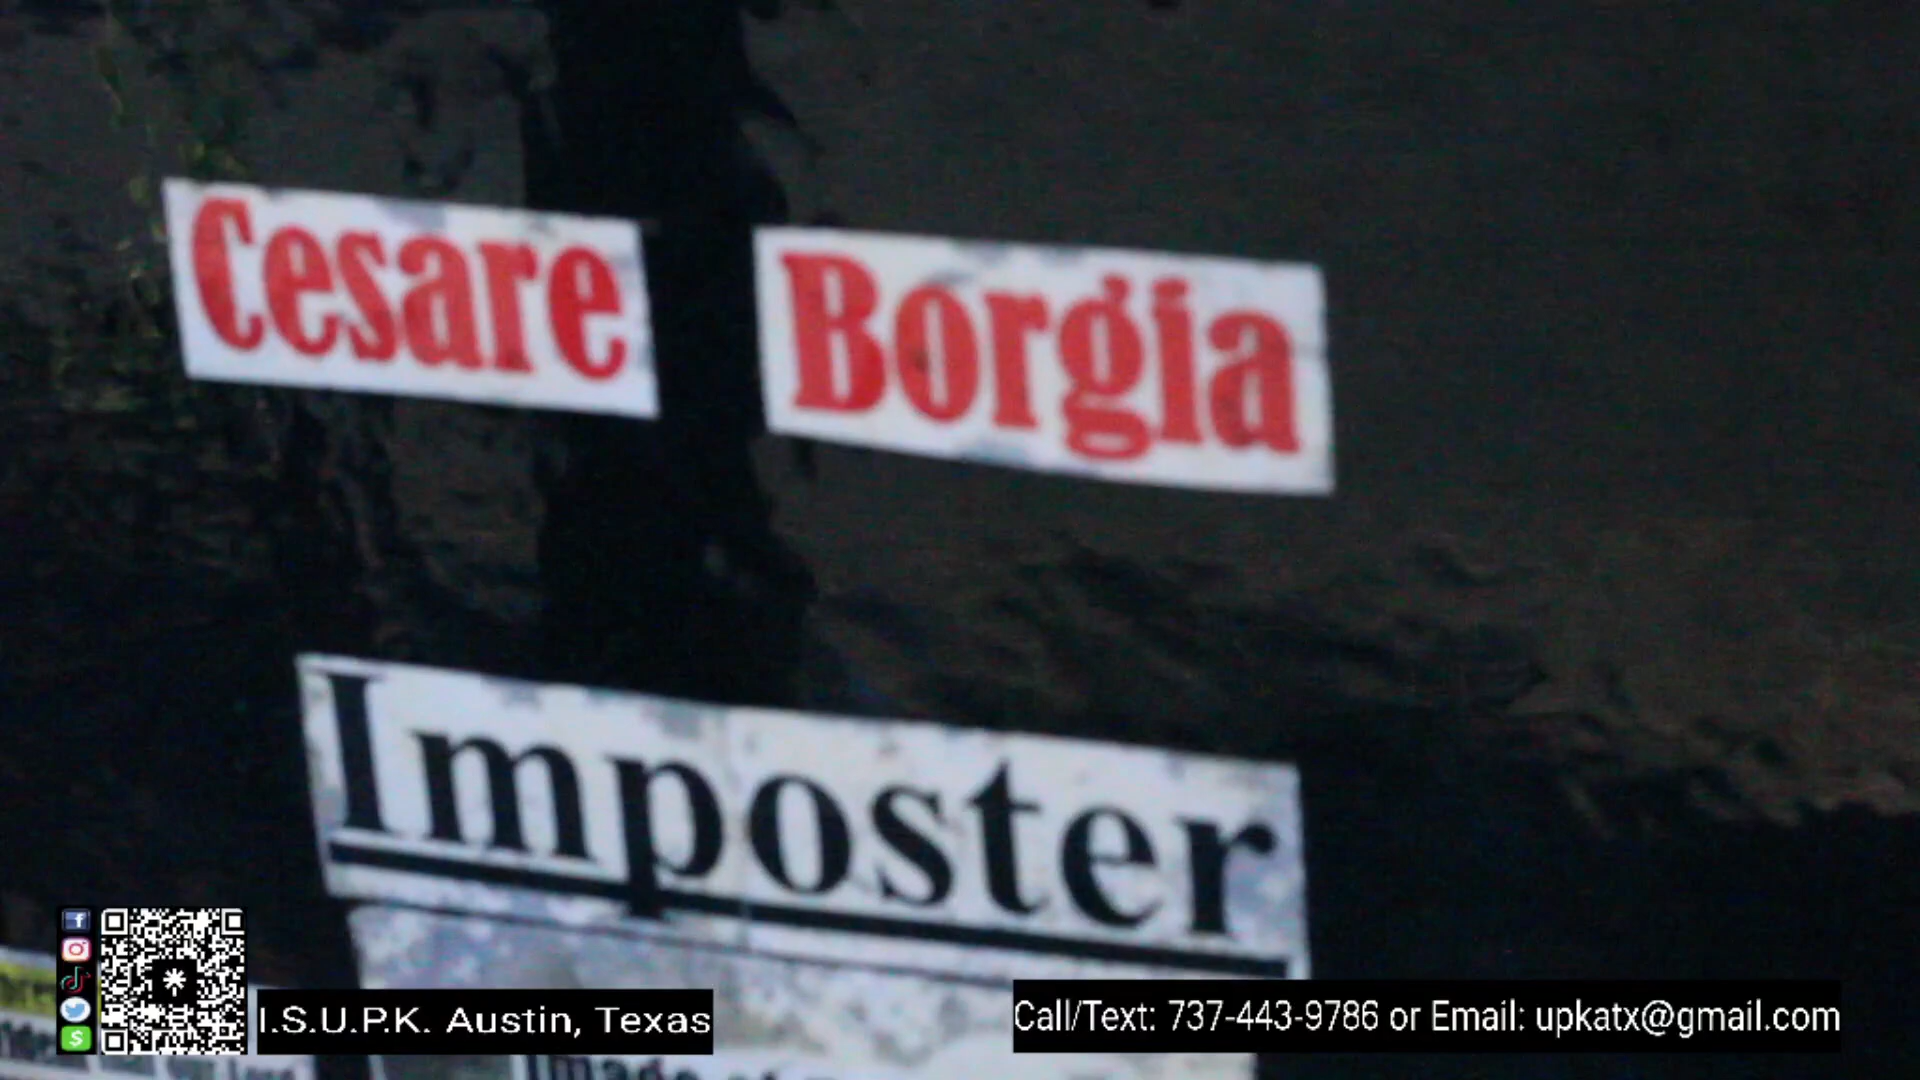 Cesare Borgia
Imposter
I.S.U.P.K. Austin, Texas
Call/Text: 737-443-9786 or Email: upkatx@gmail.com